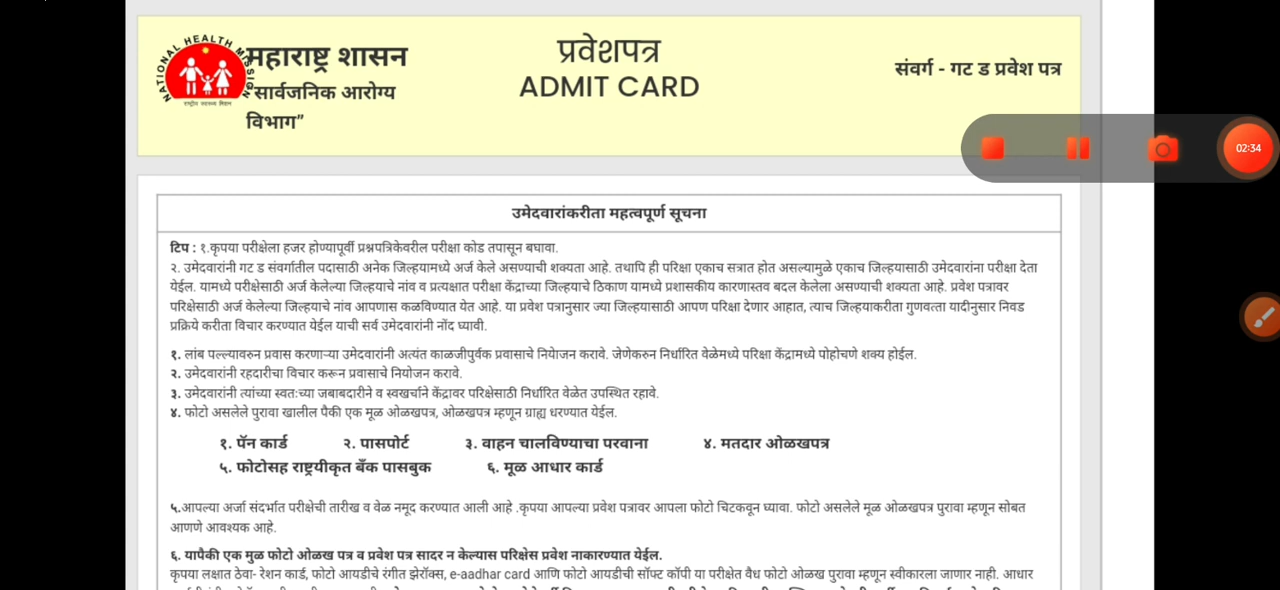 NATIONAL HEALTH MISSION
राष्ट्रीय स्वास्थ्य मिशन
महाराष्ट्र शासन
सार्वजनिक आरोग्य
विभाग”
प्रवेशपत्र
ADMIT CARD
संवर्ग - गट ड प्रवेश पत्र
02:34
उमेदवारांकरीता महत्वपूर्ण सूचना
टिप : १.कृपया परीक्षेला हजर होण्यापूर्वी प्रश्नपत्रिकेवरील परीक्षा कोड तपासून बघावा.
२. उमेदवारांनी गट ड संवर्गातील पदासाठी अनेक जिल्हयामध्ये अर्ज केले असण्याची शक्यता आहे. तथापि ही परिक्षा एकाच सत्रात होत असल्यामुळे एकाच जिल्हयासाठी उमेदवारांना परीक्षा देता
येईल. यामध्ये परीक्षेसाठी अर्ज केलेल्या जिल्हयाचे नांव व प्रत्यक्षात परीक्षा केंद्राच्या जिल्हयाचे ठिकाण यामध्ये प्रशासकीय कारणास्तव बदल केलेला असण्याची शक्यता आहे. प्रवेश पत्रावर
परिक्षेसाठी अर्ज केलेल्या जिल्हयाचे नांव आपणास कळविण्यात येत आहे. या प्रवेश पत्रानुसार ज्या जिल्हयासाठी आपण परिक्षा देणार आहात, त्याच जिल्हयाकरीता गुणवत्ता यादीनुसार निवड
प्रक्रिये करीता विचार करण्यात येईल याची सर्व उमेदवारांनी नोंद घ्यावी.
१. लांब पल्ल्यावरुन प्रवास करणाऱ्या उमेदवारांनी अत्यंत काळजीपुर्वक प्रवासाचे नियोजन करावे. जेणेकरुन निर्धारित वेळेमध्ये परिक्षा केंद्रामध्ये पोहोचणे शक्य होईल.
२. उमेदवारांनी रहदारीचा विचार करून प्रवासाचे नियोजन करावे.
३. उमेदवारांनी त्यांच्या स्वतःच्या जबाबदारीने व स्वखर्चाने केंद्रावर परिक्षेसाठी निर्धारित वेळेत उपस्थित रहावे.
४. फोटो असलेले पुरावा खालील पैकी एक मूळ ओळखपत्र, ओळखपत्र म्हणून ग्राह्य धरण्यात येईल.
१. पॅन कार्ड २. पासपोर्ट ३. वाहन चालविण्याचा परवाना ४. मतदार ओळखपत्र
५. फोटोसह राष्ट्रयीकृत बँक पासबुक ६. मूळ आधार कार्ड
५.आपल्या अर्जा संदर्भात परीक्षेची तारीख व वेळ नमूद करण्यात आली आहे .कृपया आपल्या प्रवेश पत्रावर आपला फोटो चिटकवून घ्यावा. फोटो असलेले मूळ ओळखपत्र पुरावा म्हणून सोबत
आणणे आवश्यक आहे.
६. यापैकी एक मुळ फोटो ओळख पत्र व प्रवेश पत्र सादर न केल्यास परिक्षेस प्रवेश नाकारण्यात येईल.
कृपया लक्षात ठेवा- रेशन कार्ड, फोटो आयडीचे रंगीत झेरॉक्स, e-aadhar card आणि फोटो आयडीची सॉफ्ट कॉपी या परीक्षेत वैध फोटो ओळख पुरावा म्हणून स्वीकारला जाणार नाही. आधार